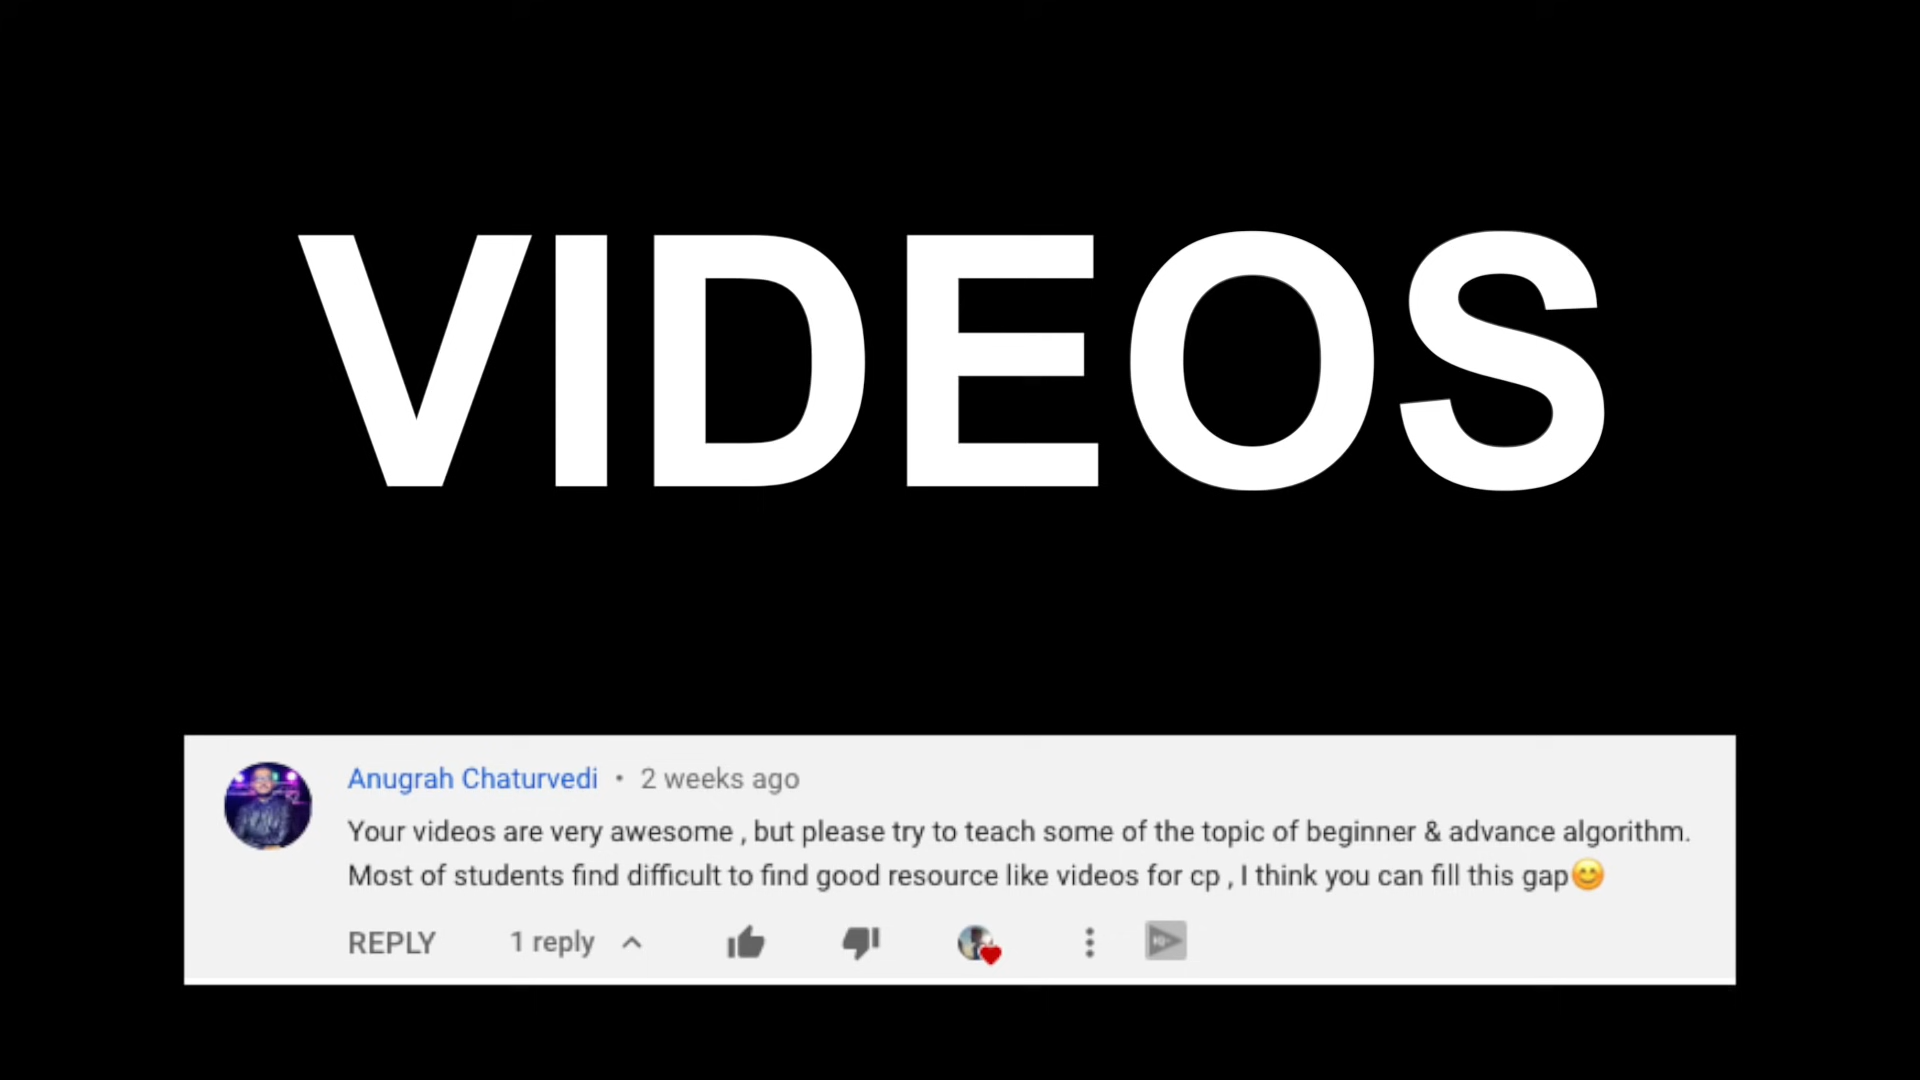 VIDEOS
Anugrah Chaturvedi • 2 weeks ago
Your videos are very awesome , but please try to teach some of the topic of beginner & advance algorithm.
Most of students find difficult to find good resource like videos for cp , I think you can fill this gap😊
REPLY 1 reply